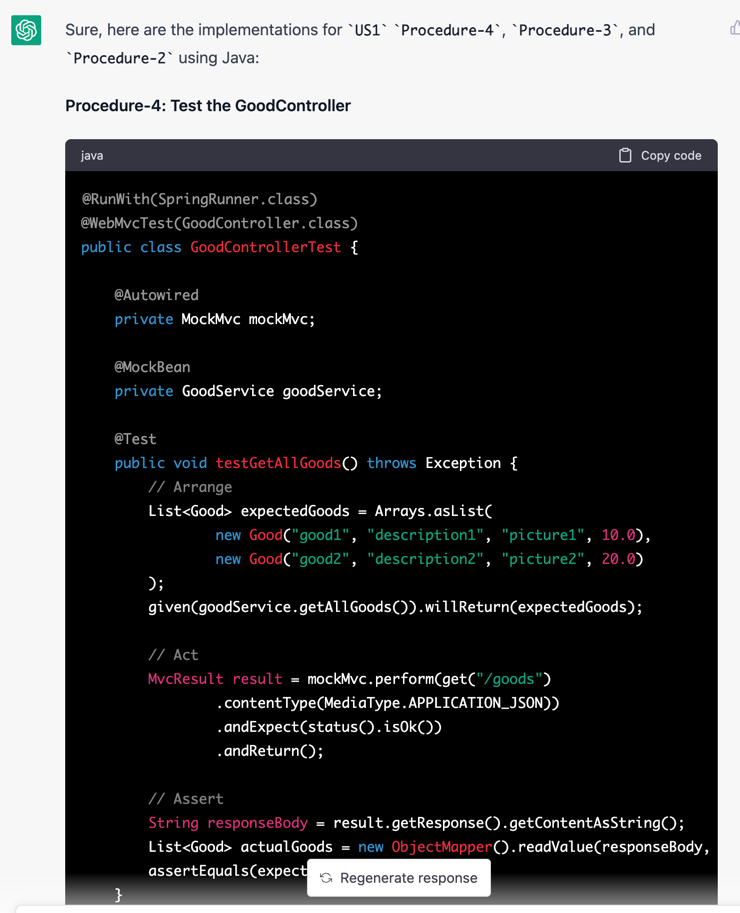 Sure, here are the implementations for `US1` `Procedure-4`, `Procedure-3`, and
`Procedure-2` using Java:
Procedure-4: Test the GoodController
java Copy code
@RunWith(SpringRunner.class)
@WebMvcTest(GoodController.class)
public class GoodControllerTest {
@Autowired
private MockMvc mockMvc;
@MockBean
private GoodService goodService;
@Test
public void testGetAllGoods() throws Exception {
// Arrange
List<Good> expectedGoods = Arrays.asList(
new Good("good1", "description1", "picture1", 10.0),
new Good("good2", "description2", "picture2", 20.0)
);
given(goodService.getAllGoods()).willReturn(expectedGoods);
// Act
MvcResult result = mockMvc.perform(get("/goods")
.contentType(MediaType.APPLICATION_JSON))
.andExpect(status().isOk())
.andReturn();
// Assert
String responseBody = result.getResponse().getContentAsString();
List<Good> actualGoods = new ObjectMapper().readValue(responseBody,
assertEquals(expect
Regenerate response
}